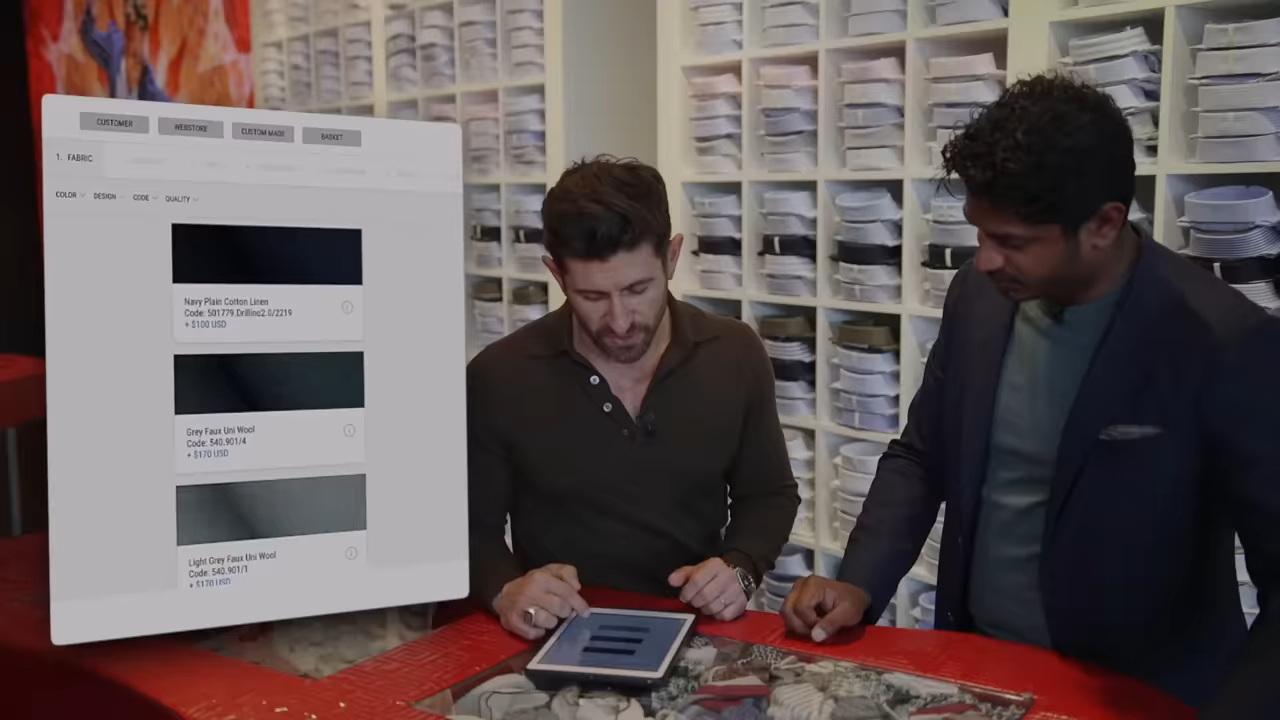 CUSTOMER WEBSTORE CUSTOM MADE BASKET
1. FABRIC
COLOR DESIGN CODE QUALITY
Navy Plain Cotton Linen
Code: 501779.Drillino2.0/2219
+ $100 USD
Grey Faux Uni Wool
Code: 540.901/4
+ $170 USD
Light Grey Faux Uni Wool
Code: 540.901/1
+ $170 USD